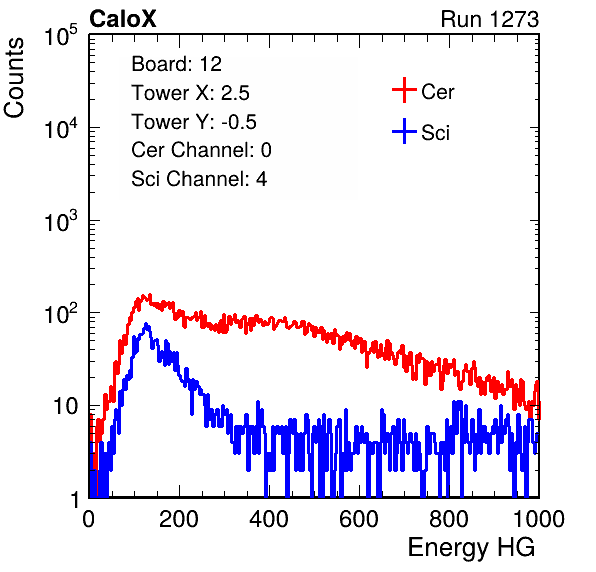 CaloX Run 1273
Counts
10^5
10^4
10^3
10^2
10
1
Board: 12
Tower X: 2.5
Tower Y: -0.5
Cer Channel: 0
Sci Channel: 4
Cer
Sci
0 200 400 600 800 1000
Energy HG